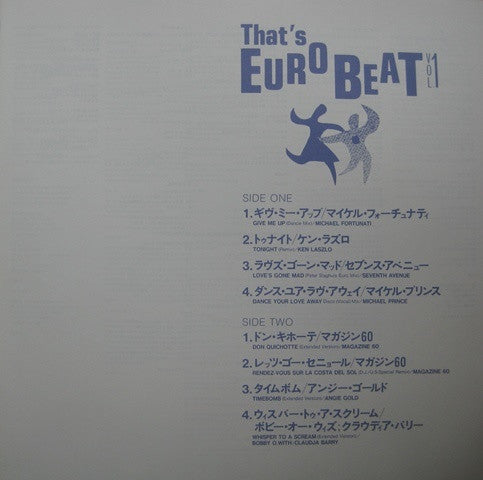 That's
EURO BEAT VOL.1
SIDE ONE
1.ギヴ・ミー・アップ/マイケル・フォーチュナティ
GIVE ME UP (Dance Mix)/MICHAEL FORTUNATI
2.トゥナイト/ケン・ラズロ
TONIGHT (Remix)/KEN LASZLO
3.ラヴズ・ゴーン・マッド/セブンス・アベニュー
LOVE'S GONE MAD (Peter Slaghuis Euro Mix)/SEVENTH AVENUE
4.ダンス・ユア・ラヴ・アウェイ/マイケル・プリンス
DANCE YOUR LOVE AWAY Disco (Vocal) Mix)/MICHAEL PRINCE
SIDE TWO
1.ドン・キホーテ/マガジン60
DON QUICHOTTE (Extended Version)/MAGAZINE 60
2.レッツ・ゴー・セニョール/マガジン60
RENDEZ-VOUS SUR LA COSTA DEL SOL Special Remix)/MAGAZINE 60
3.タイムボム/アンジー・ゴールド
TIMEBOMB (Extended Version)/ANGIE GOLD
4.ウィスパー・トゥ・ア・スクリーム/
ボビー・オー・ウィズ;クラウディア・バリー
WHISPER TO A SCREAM (Extended Version)/
BOBBY O, WITH, CLAUDJA BARRY